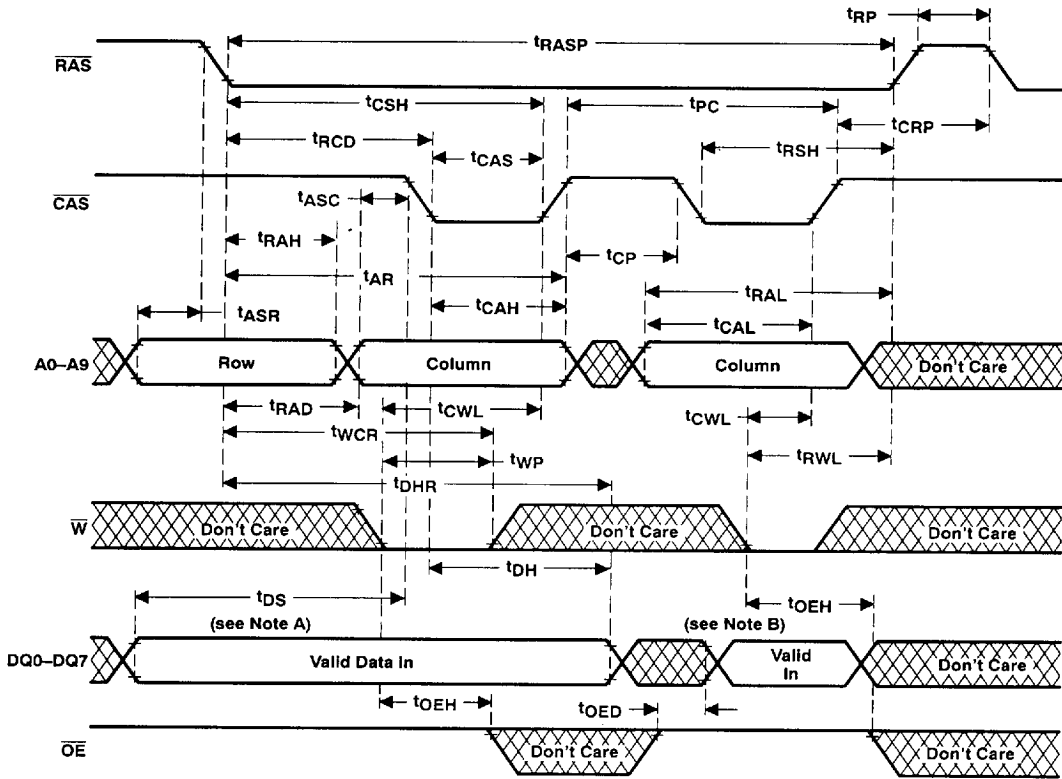 tRP
tRASP
RAS
tCSH
tPC
tRCD
tCRP
tCAS
tRSH
CAS
tASC
tRAH
tCP
tAR
tRAL
tCAH
tASR
tCAL
A0–A9
Row
Column
Column
Don't Care
tRAD
tCWL
tCWL
tWCR
tWP
tRWL
tDHR
W
Don't Care
Don't Care
Don't Care
tDH
tDS
tOEH
(see Note A)
(see Note B)
DQ0–DQ7
Valid Data In
Valid
In
Don't Care
tOEH
tOED
OE
Don't Care
Don't Care